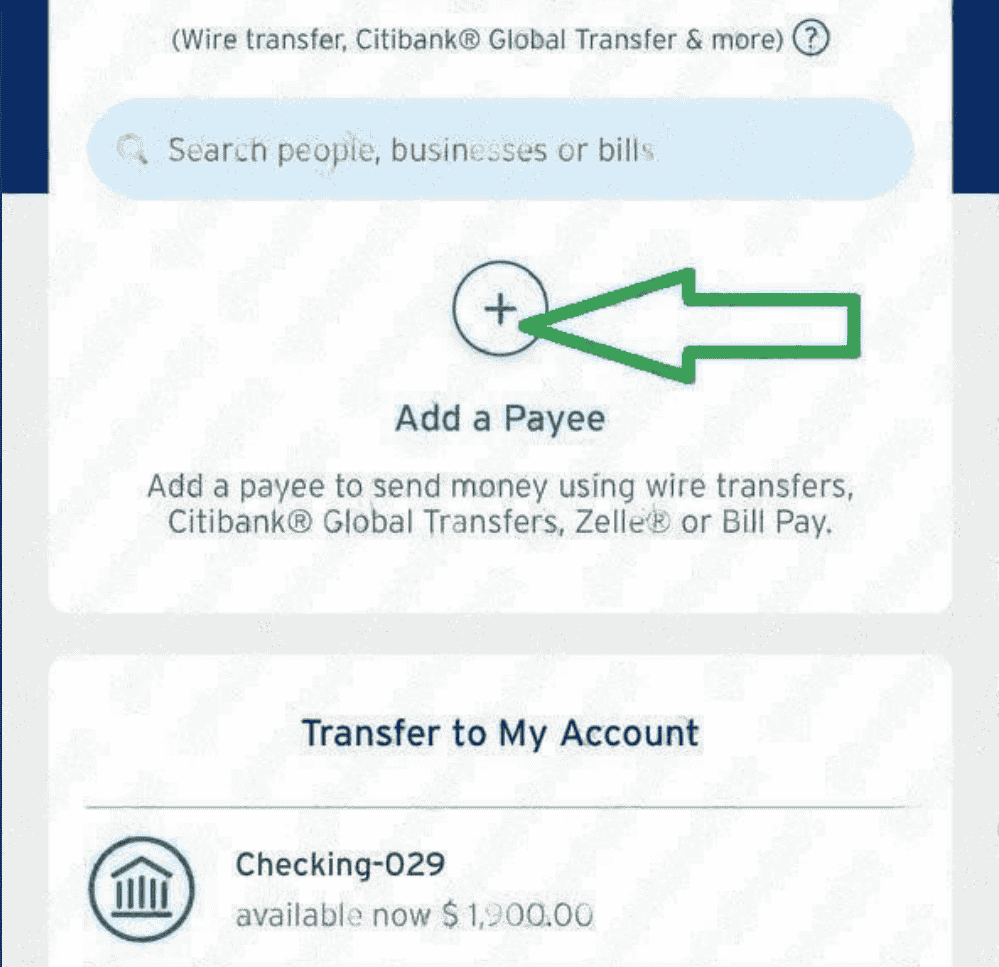 (Wire transfer, Citibank® Global Transfer & more) ?
Search people, businesses or bills
+
Add a Payee
Add a payee to send money using wire transfers,
Citibank® Global Transfers, Zelle® or Bill Pay.
Transfer to My Account
Checking-029
available now $ 1,900.00